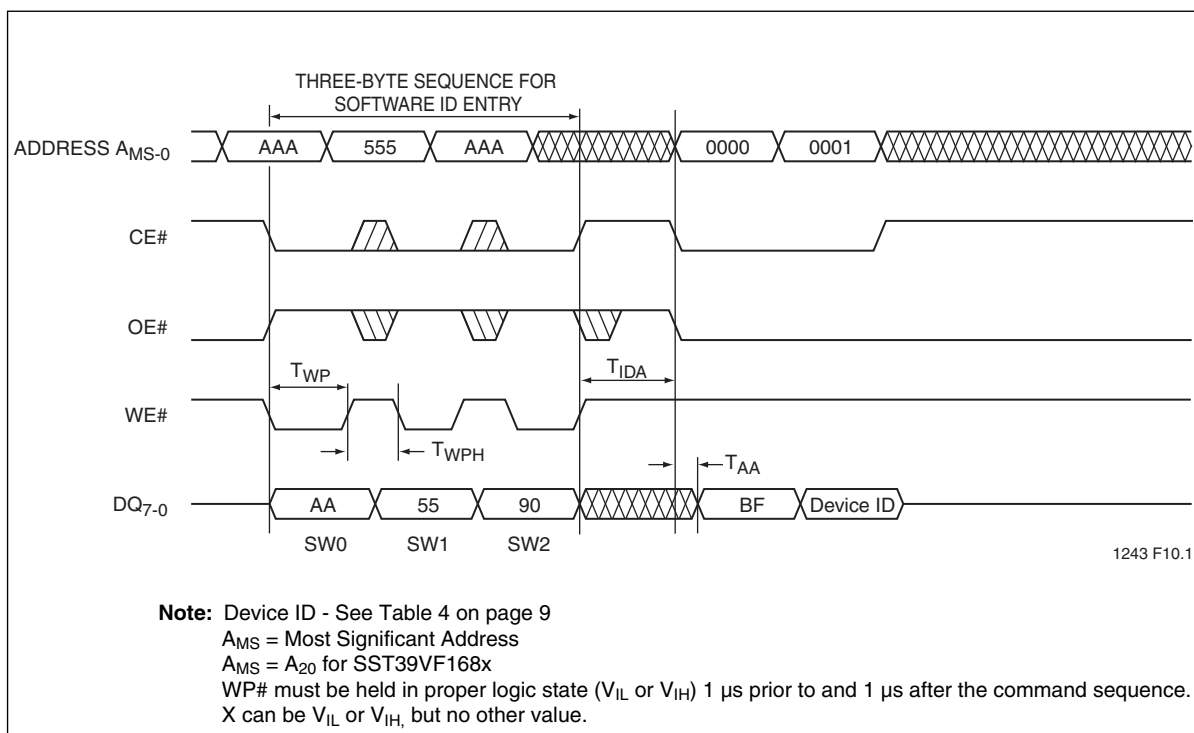 THREE-BYTE SEQUENCE FOR
SOFTWARE ID ENTRY
ADDRESS AMS-0
AAA 555 AAA 0000 0001
CE#
OE#
TWP TIDA
WE#
TWPH
TAA
DQ7-0
AA 55 90 BF Device ID
SW0 SW1 SW2
1243 F10.1
Note: Device ID - See Table 4 on page 9
AMS = Most Significant Address
AMS = A20 for SST39VF168x
WP# must be held in proper logic state (VIL or VIH) 1 µs prior to and 1 µs after the command sequence.
X can be VIL or VIH, but no other value.